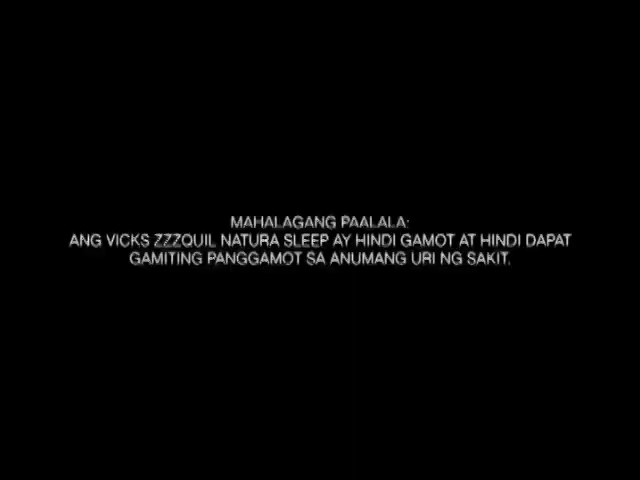 MAHALAGANG PAALALA:
ANG VICKS ZZZQUIL NATURA SLEEP AY HINDI GAMOT AT HINDI DAPAT
GAMITING PANGGAMOT SA ANUMANG URI NG SAKIT.